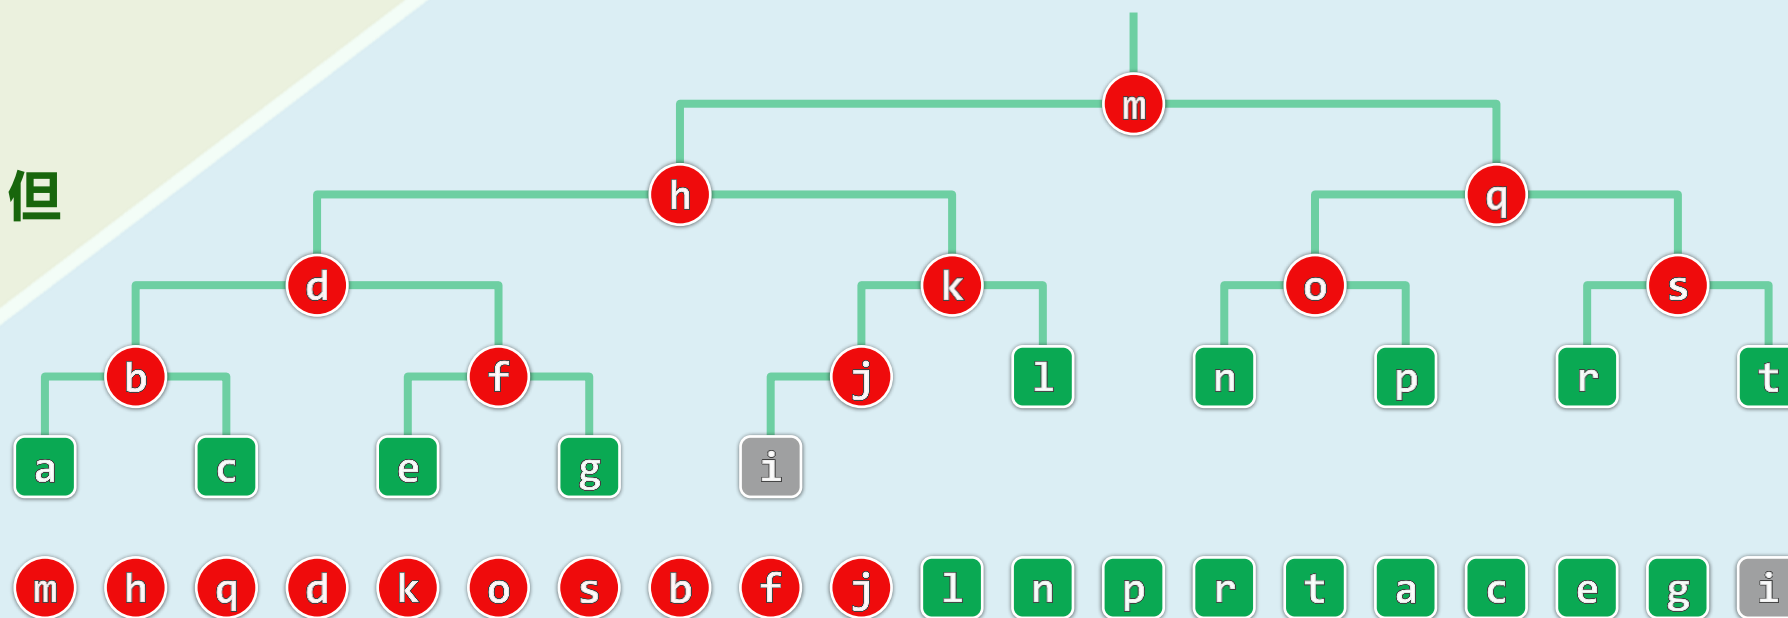 m
h q
但
d k o s
b f j l n p r t
a c e g i
m h q d k o s b f j l n p r t a c e g i